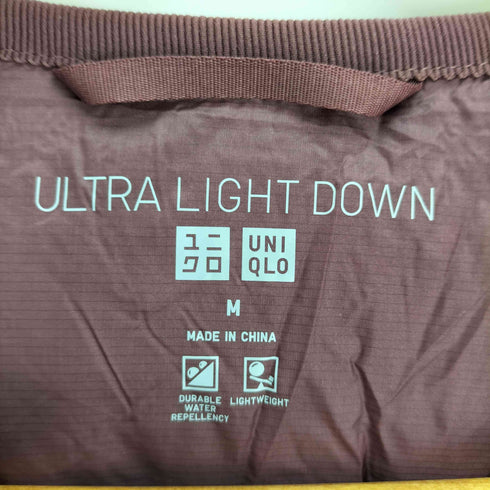 ULTRA LIGHT DOWN
ユニ UNI
クロ QLO
M
MADE IN CHINA
DURABLE LIGHTWEIGHT
WATER
REPELLENCY